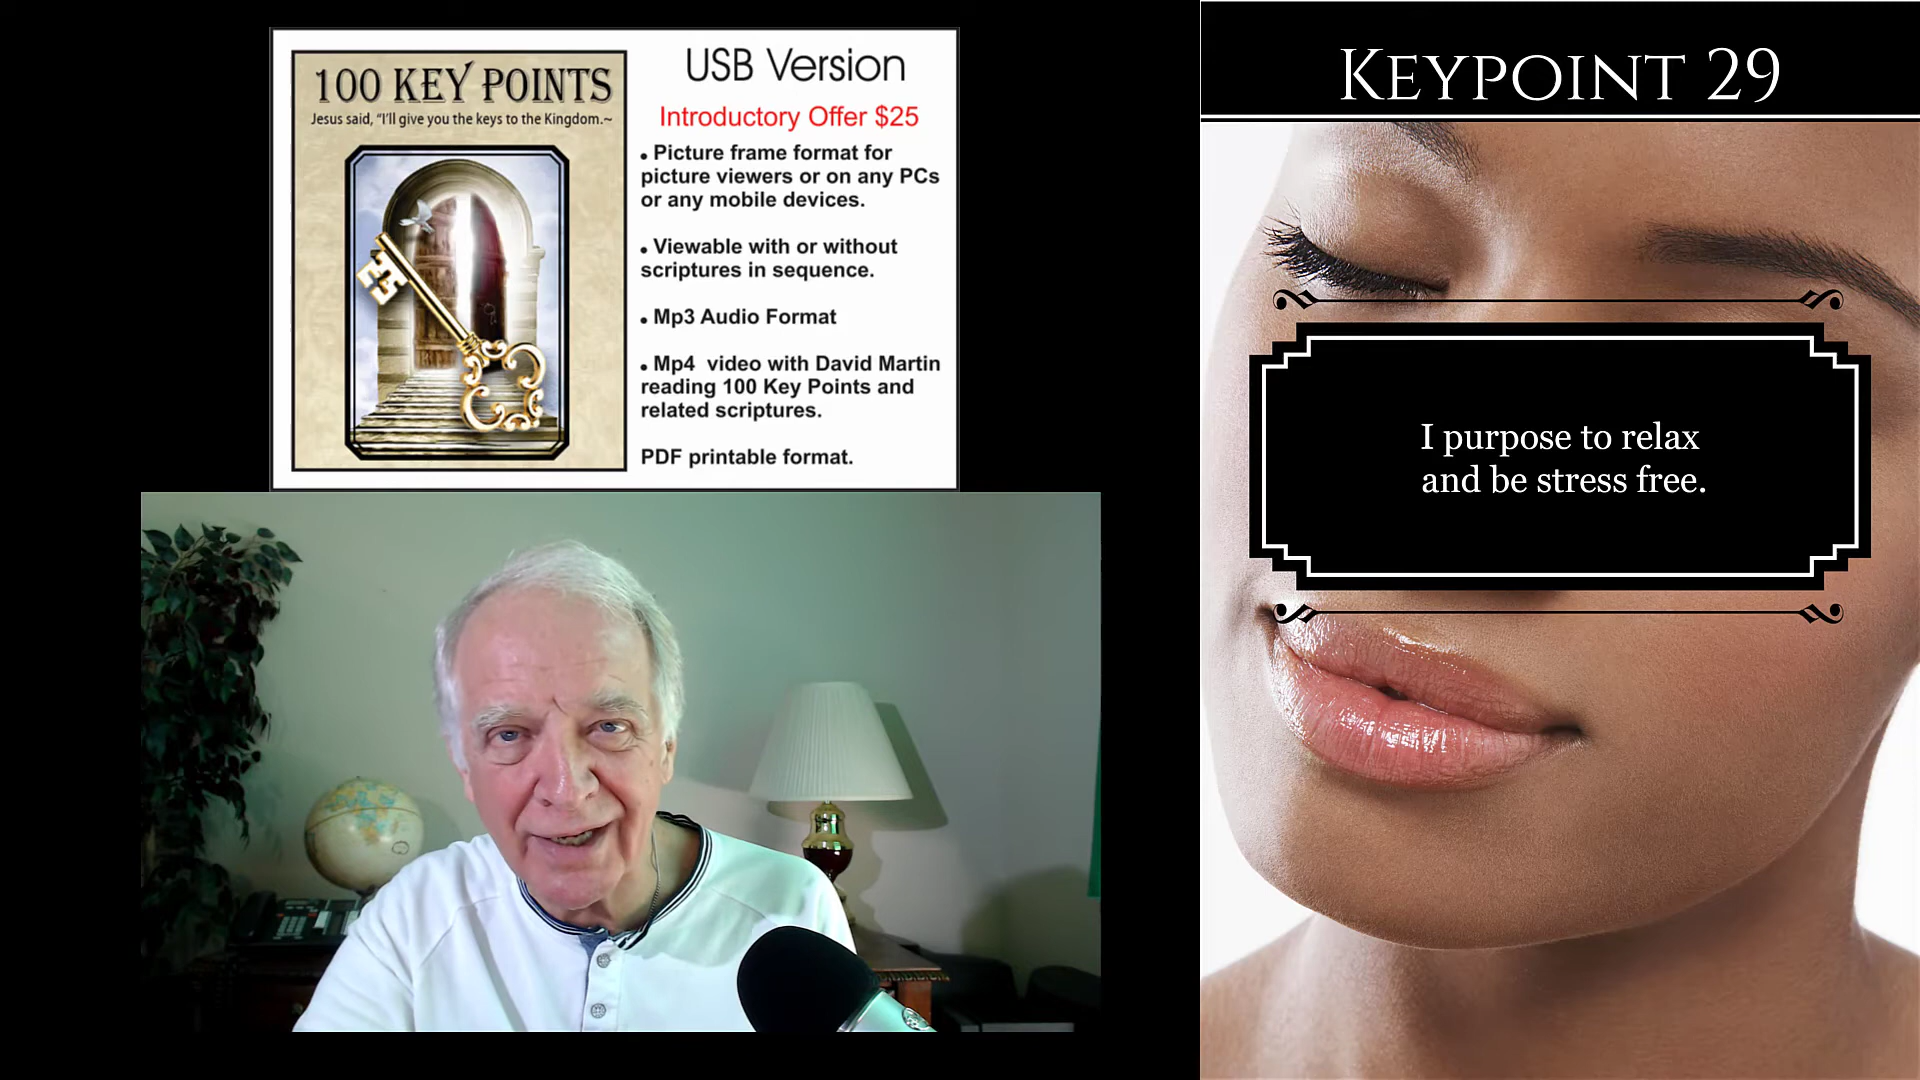 100 KEY POINTS
Jesus said, "I'll give you the keys to the Kingdom.~
USB Version
Introductory Offer $25
• Picture frame format for
picture viewers or on any PCs
or any mobile devices.
• Viewable with or without
scriptures in sequence.
• Mp3 Audio Format
• Mp4 video with David Martin
reading 100 Key Points and
related scriptures.
PDF printable format.
KEYPOINT 29
I purpose to relax
and be stress free.